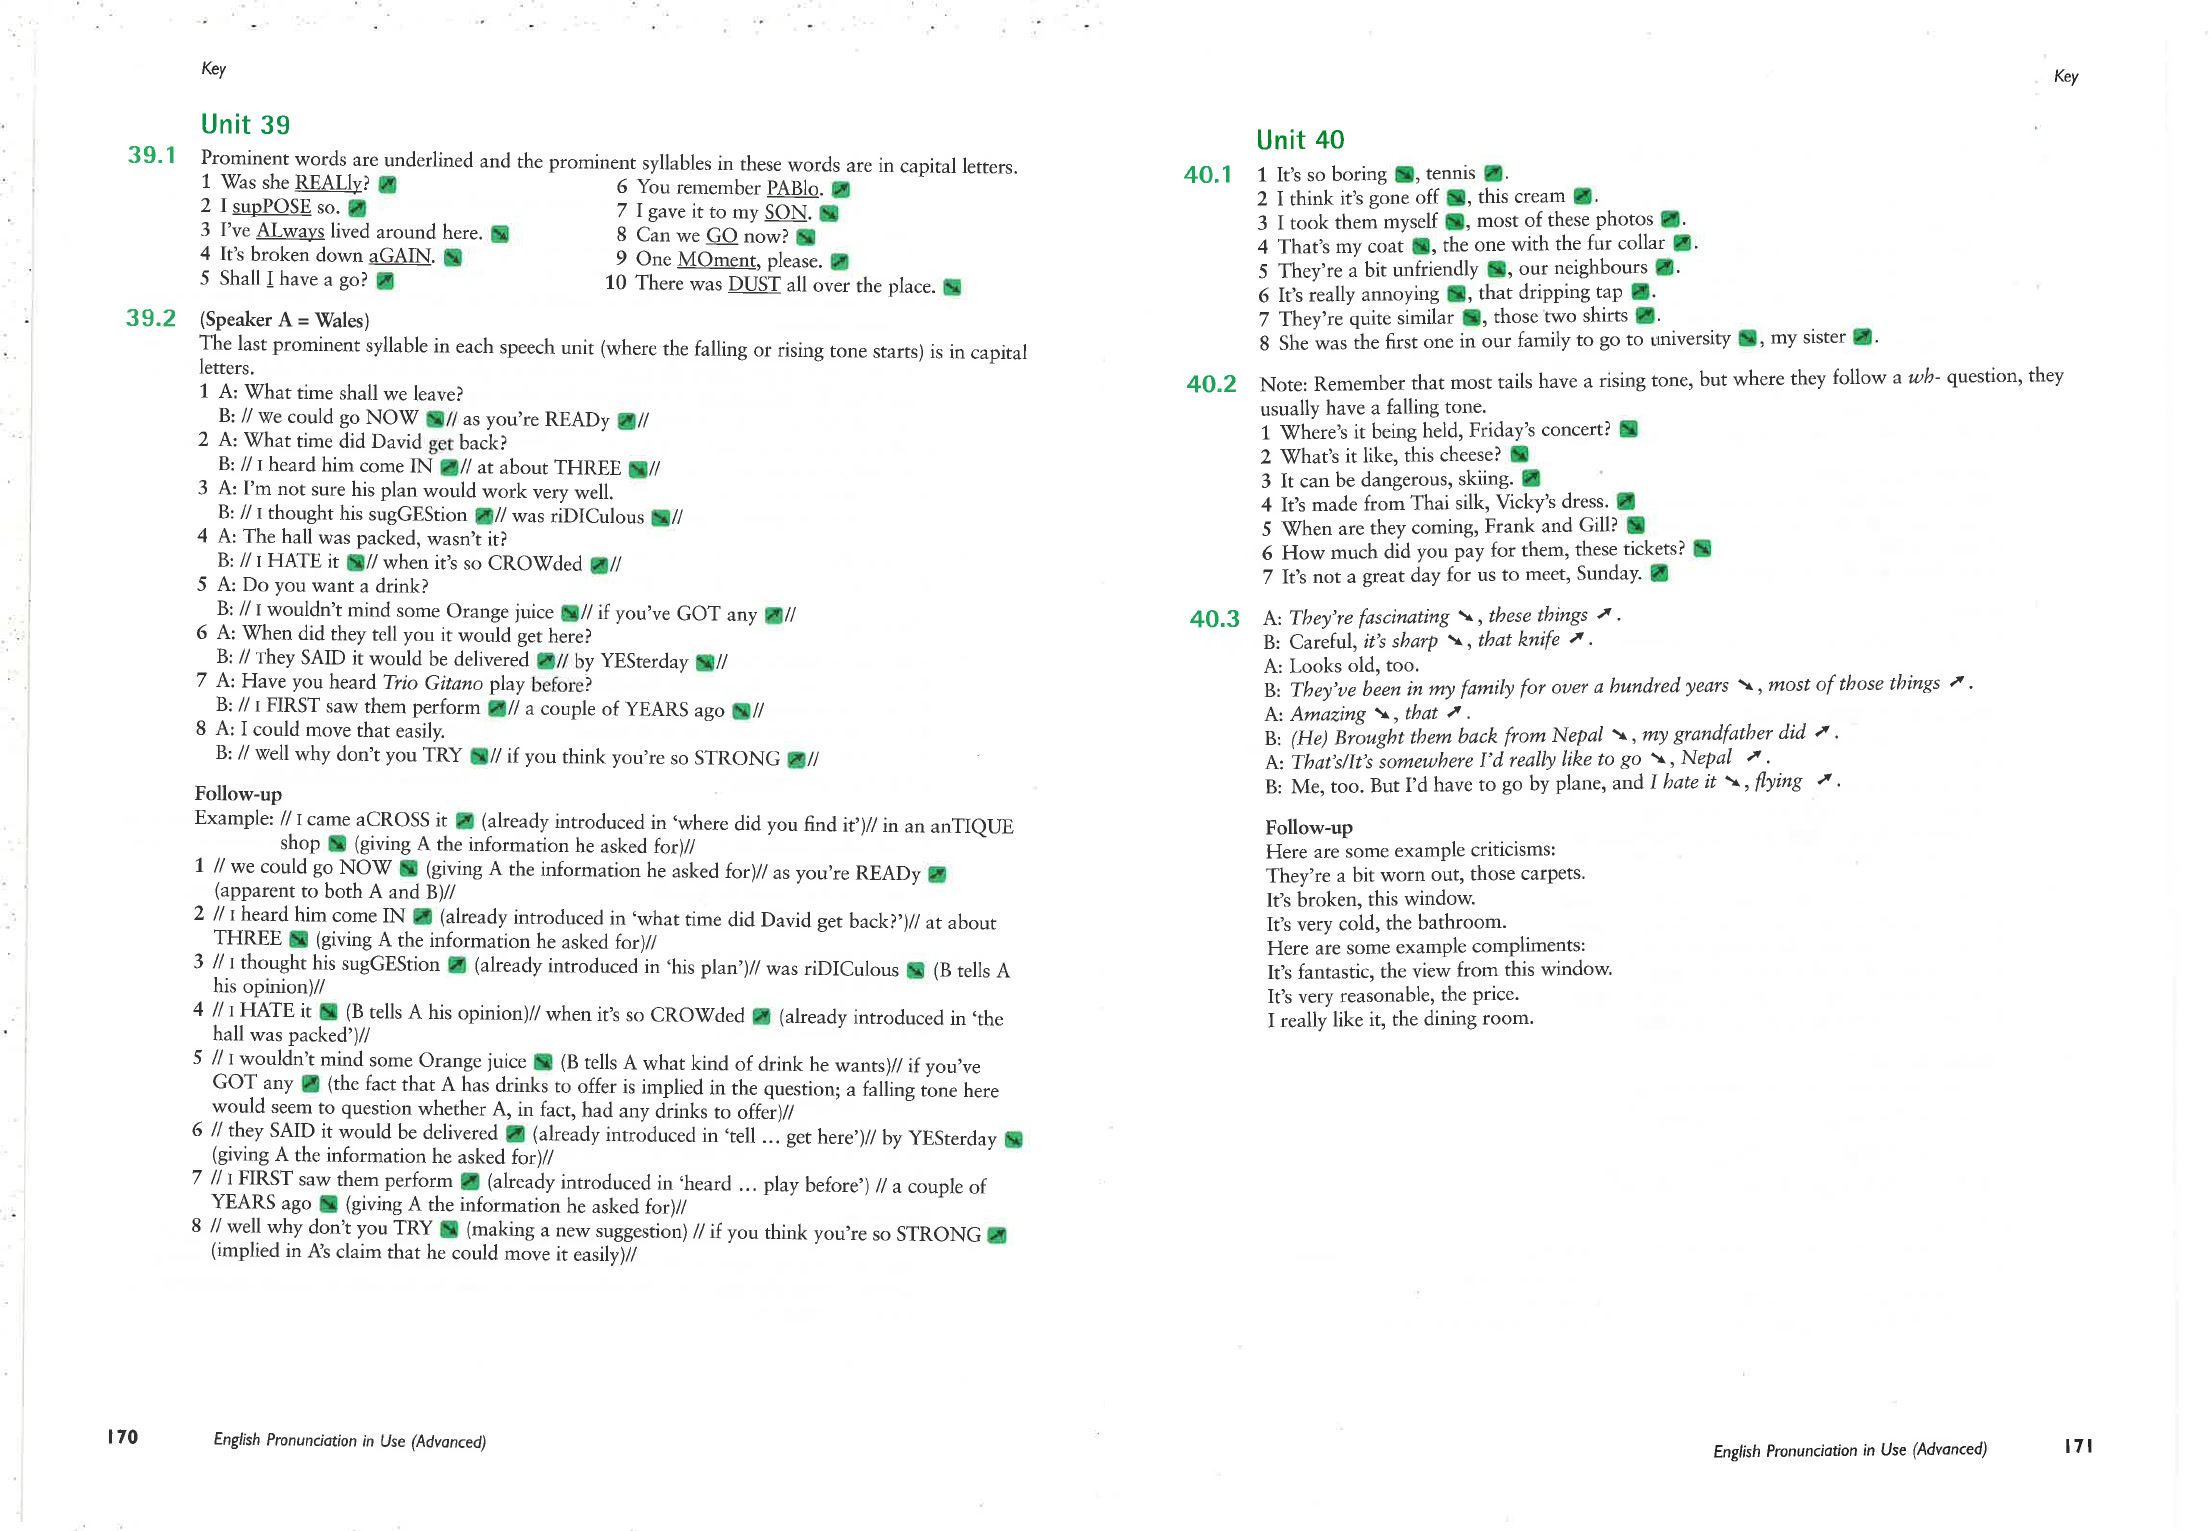 Key
Unit 39
39.1 Prominent words are underlined and the prominent syllables in these words are in capital letters.
1 Was she REALly? ↗
2 I supPOSE so. ↗
3 I've ALways lived around here. ↘
4 It's broken down aGAIN. ↘
5 Shall I have a go? ↗
6 You remember PABlo. ↗
7 I gave it to my SON. ↘
8 Can we GO now? ↘
9 One MOment, please. ↗
10 There was DUST all over the place. ↘
39.2 (Speaker A = Wales)
The last prominent syllable in each speech unit (where the falling or rising tone starts) is in capital
letters.
1 A: What time shall we leave?
B: // we could go NOW ↘// as you're READy ↗//
2 A: What time did David get back?
B: // I heard him come IN ↗// at about THREE ↘//
3 A: I'm not sure his plan would work very well.
B: // I thought his sugGEStion ↗// was riDICulous ↘//
4 A: The hall was packed, wasn't it?
B: // I HATE it ↘// when it's so CROWded ↗//
5 A: Do you want a drink?
B: // I wouldn't mind some Orange juice ↘// if you've GOT any ↗//
6 A: When did they tell you it would get here?
B: // They SAID it would be delivered ↗// by YESterday ↘//
7 A: Have you heard Trio Gitano play before?
B: // I FIRST saw them perform ↗// a couple of YEARS ago ↘//
8 A: I could move that easily.
B: // well why don't you TRY ↘// if you think you're so STRONG ↗//
Follow-up
Example: // I came aCROSS it ↗ (already introduced in 'where did you find it')// in an anTIQUE
shop ↘ (giving A the information he asked for)//
1 // we could go NOW ↘ (giving A the information he asked for)// as you're READy ↗
(apparent to both A and B)//
2 // I heard him come IN ↗ (already introduced in 'what time did David get back?')// at about
THREE ↘ (giving A the information he asked for)//
3 // I thought his sugGEStion ↗ (already introduced in 'his plan')// was riDICulous ↘ (B tells A
his opinion)//
4 // I HATE it ↘ (B tells A his opinion)// when it's so CROWded ↗ (already introduced in 'the
hall was packed')//
5 // I wouldn't mind some Orange juice ↘ (B tells A what kind of drink he wants)// if you've
GOT any ↗ (the fact that A has drinks to offer is implied in the question; a falling tone here
would seem to question whether A, in fact, had any drinks to offer)//
6 // they SAID it would be delivered ↗ (already introduced in 'tell ... get here')// by YESterday ↘
(giving A the information he asked for)//
7 // I FIRST saw them perform ↗ (already introduced in 'heard ... play before') // a couple of
YEARS ago ↘ (giving A the information he asked for)//
8 // well why don't you TRY ↘ (making a new suggestion) // if you think you're so STRONG ↗
(implied in A's claim that he could move it easily)//
170 English Pronunciation in Use (Advanced)
Key
Unit 40
40.1 1 It's so boring ↘, tennis ↗.
2 I think it's gone off ↘, this cream ↗.
3 I took them myself ↘, most of these photos ↗.
4 That's my coat ↘, the one with the fur collar ↗.
5 They're a bit unfriendly ↘, our neighbours ↗.
6 It's really annoying ↘, that dripping tap ↗.
7 They're quite similar ↘, those two shirts ↗.
8 She was the first one in our family to go to university ↘, my sister ↗.
40.2 Note: Remember that most tails have a rising tone, but where they follow a wh- question, they
usually have a falling tone.
1 Where's it being held, Friday's concert? ↘
2 What's it like, this cheese? ↘
3 It can be dangerous, skiing. ↗
4 It's made from Thai silk, Vicky's dress. ↗
5 When are they coming, Frank and Gill? ↘
6 How much did you pay for them, these tickets? ↘
7 It's not a great day for us to meet, Sunday. ↗
40.3 A: They're fascinating ↘, these things ↗.
B: Careful, it's sharp ↘, that knife ↗.
A: Looks old, too.
B: They've been in my family for over a hundred years ↘, most of those things ↗.
A: Amazing ↘, that ↗.
B: (He) Brought them back from Nepal ↘, my grandfather did ↗.
A: That's/It's somewhere I'd really like to go ↘, Nepal ↗.
B: Me, too. But I'd have to go by plane, and I hate it ↘, flying ↗.
Follow-up
Here are some example criticisms:
They're a bit worn out, those carpets.
It's broken, this window.
It's very cold, the bathroom.
Here are some example compliments:
It's fantastic, the view from this window.
It's very reasonable, the price.
I really like it, the dining room.
English Pronunciation in Use (Advanced) 171